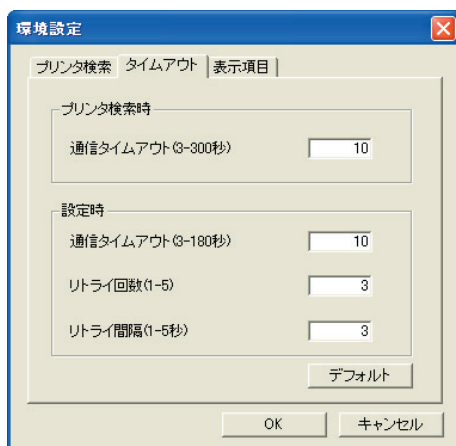 環境設定
プリンタ検索 タイムアウト 表示項目
プリンタ検索時
通信タイムアウト(3-300秒) 10
設定時
通信タイムアウト(3-180秒) 10
リトライ回数(1-5) 3
リトライ間隔(1-5秒) 3
デフォルト
OK キャンセル